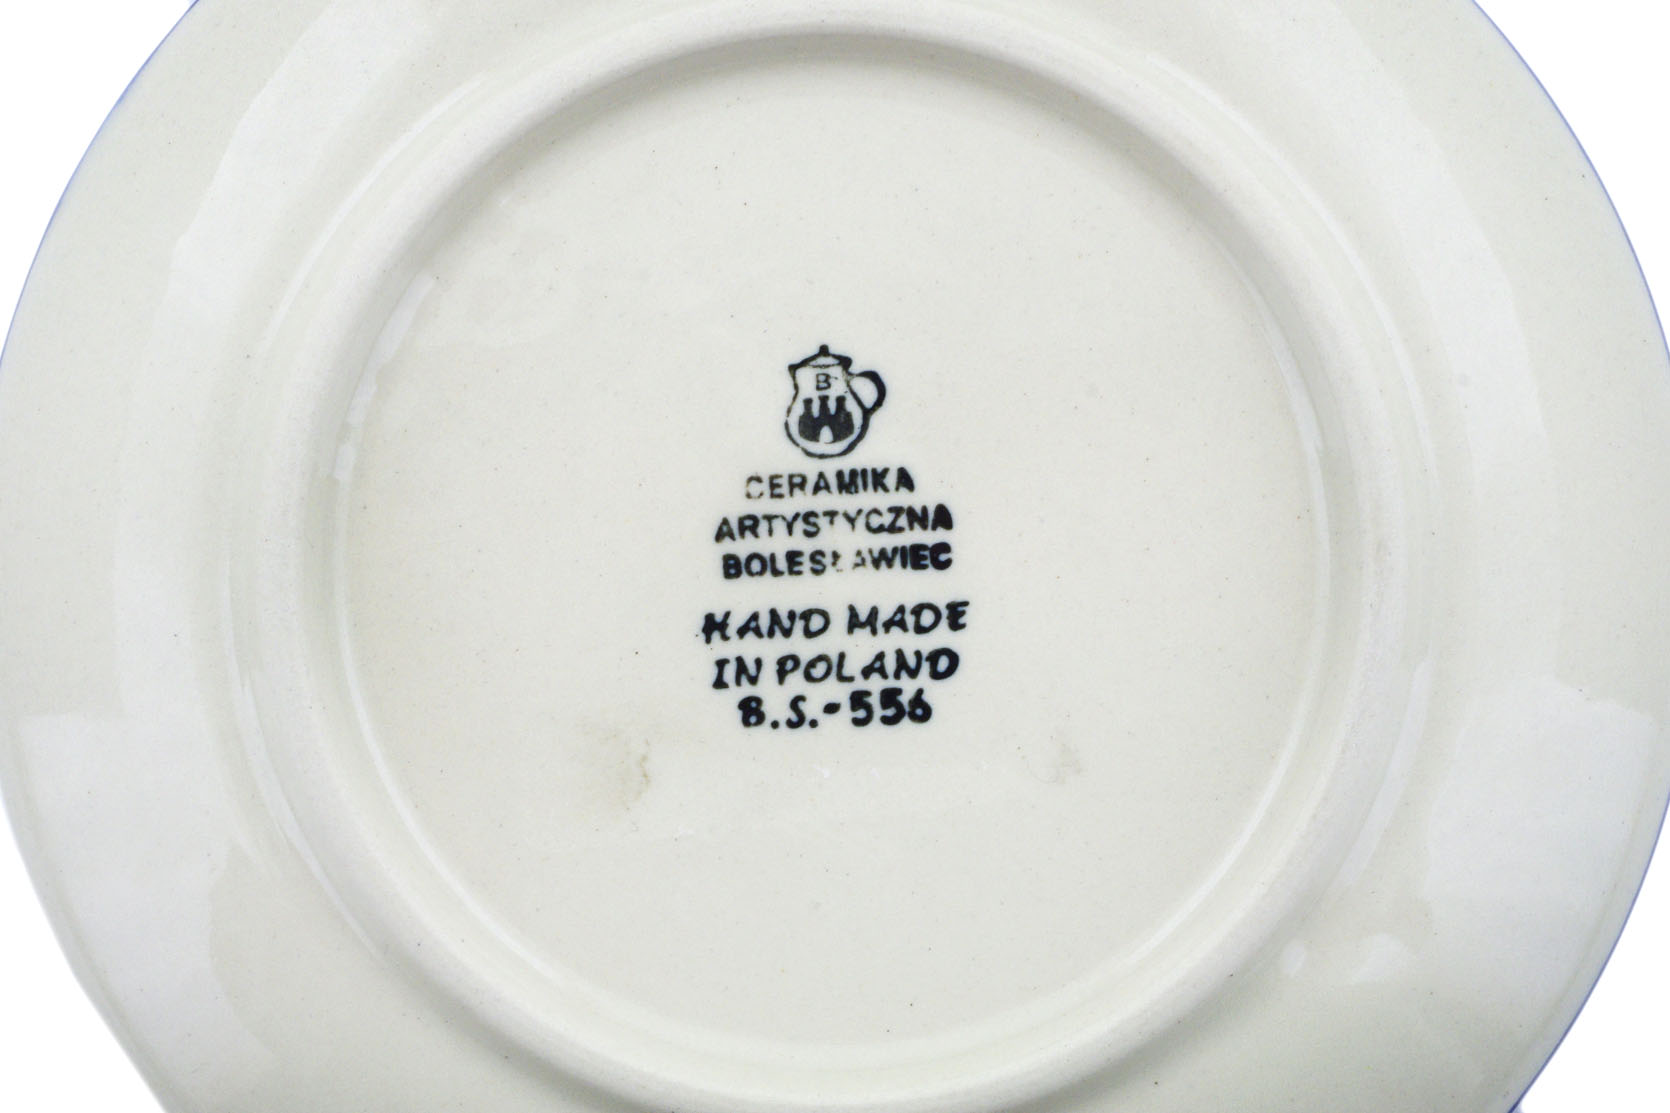 B
CERAMIKA
ARTYSTYCZNA
BOLESŁAWIEC
HAND MADE
IN POLAND
B.S.-556